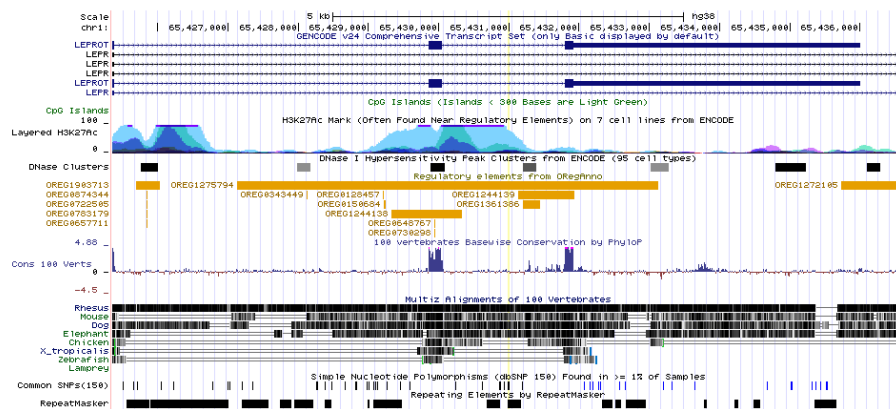 Scale 5 kb hg38
chr1: 65,427,000 65,428,000 65,429,000 65,430,000 65,431,000 65,432,000 65,433,000 65,434,000 65,435,000 65,436,000
GENCODE v24 Comprehensive Transcript Set (only Basic displayed by default)
LEPROT
LEPR
LEPR
LEPR
LEPROT
LEPR
CpG Islands (Islands < 300 Bases are Light Green)
CpG Islands
H3K27Ac Mark (Often Found Near Regulatory Elements) on 7 cell lines from ENCODE
100
Layered H3K27Ac
0
DNase I Hypersensitivity Peak Clusters from ENCODE (95 cell types)
DNase Clusters
Regulatory elements from ORegAnno
OREG1903713 OREG1275794 OREG1272105
OREG0874344 OREG0343449 OREG0128457 OREG1244139
OREG0722505 OREG0150684 OREG1361386
OREG0783179 OREG1244138
OREG0657711 OREG0648767
OREG0730298
100 vertebrates Basewise Conservation by PhyloP
4.88
Cons 100 Verts
0
-4.5
Multiz Alignments of 100 Vertebrates
Rhesus
Mouse
Dog
Elephant
Chicken
X_tropicalis
Zebrafish
Lamprey
Simple Nucleotide Polymorphisms (dbSNP 150) Found in >= 1% of Samples
Common SNPs(150)
Repeating Elements by RepeatMasker
RepeatMasker